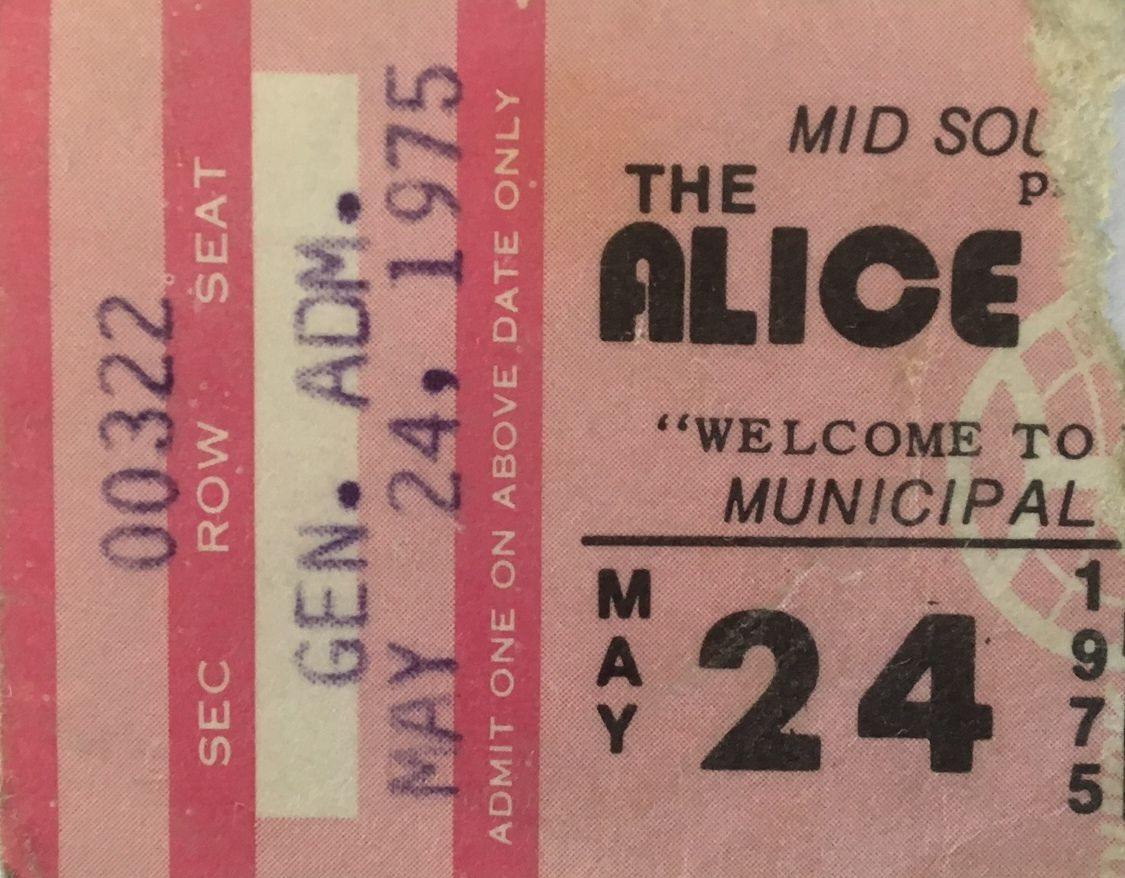 00322
SEC ROW SEAT
GEN. ADM.
MAY 24, 1975
ADMIT ONE ON ABOVE DATE ONLY
MID SOU
THE
ALICE
"WELCOME TO
MUNICIPAL
MAY
24
1975